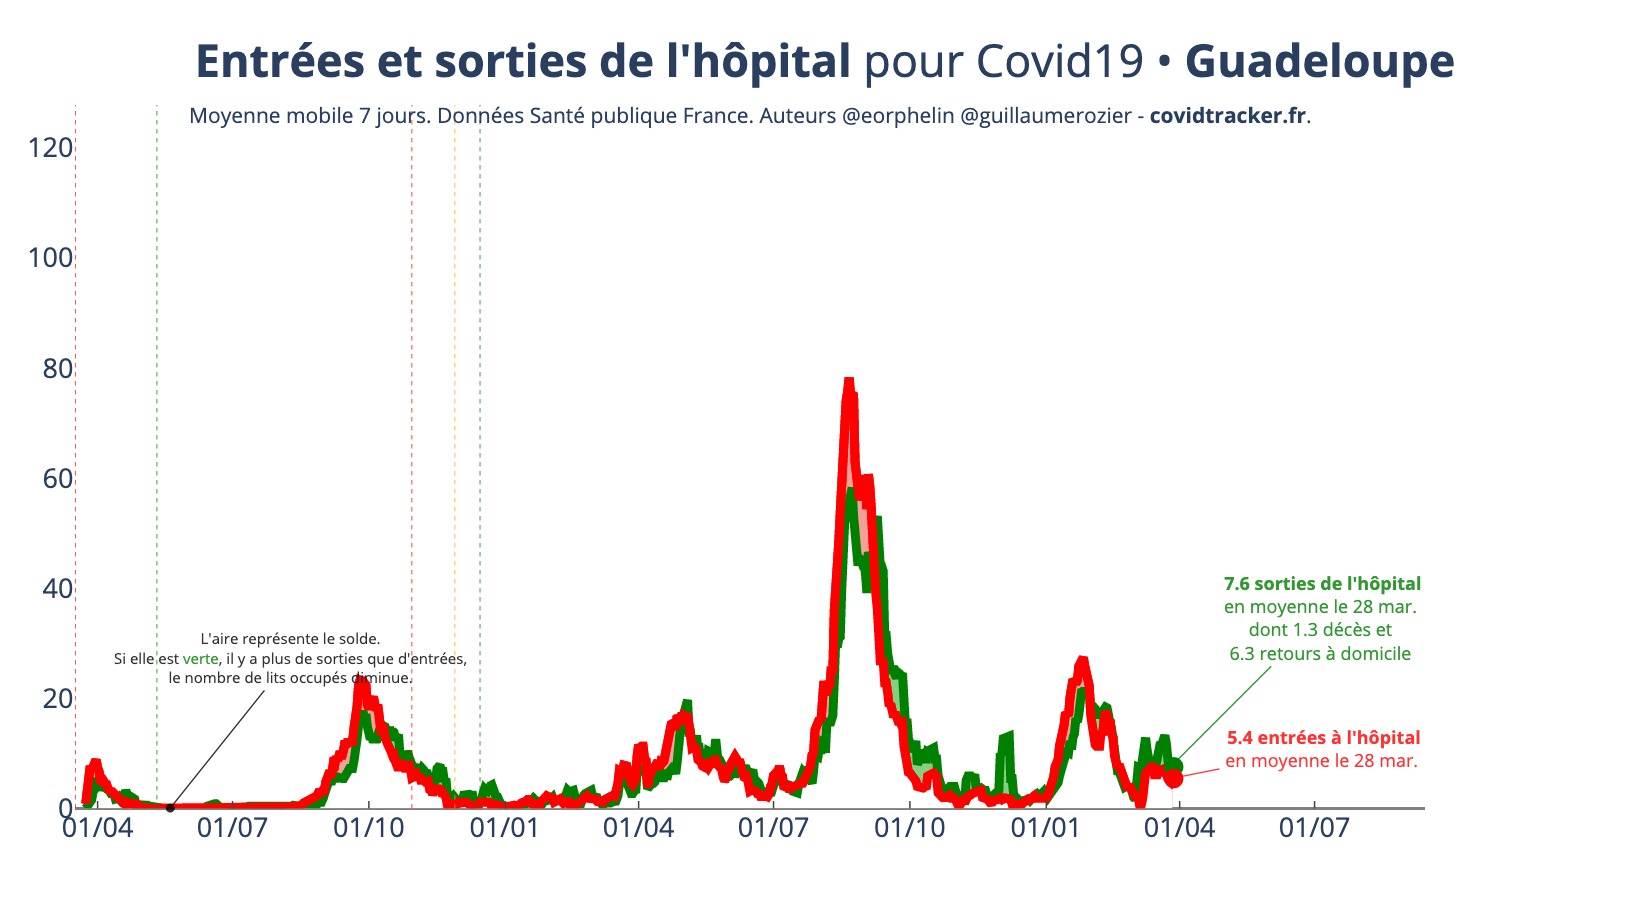 Entrées et sorties de l'hôpital pour Covid19 • Guadeloupe
Moyenne mobile 7 jours. Données Santé publique France. Auteurs @eorphelin @guillaumerozier - covidtracker.fr.
120
100
80
60
40
20
0
L'aire représente le solde.
Si elle est verte, il y a plus de sorties que d'entrées,
le nombre de lits occupés diminue.
7.6 sorties de l'hôpital
en moyenne le 28 mar.
dont 1.3 décès et
6.3 retours à domicile
5.4 entrées à l'hôpital
en moyenne le 28 mar.
01/04 01/07 01/10 01/01 01/04 01/07 01/10 01/01 01/04 01/07